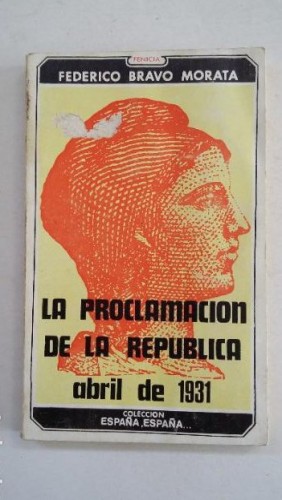 FENICIA
FEDERICO BRAVO MORATA
LA PROCLAMACION
DE LA REPUBLICA
abril de 1931
COLECCION
ESPAÑA, ESPAÑA...